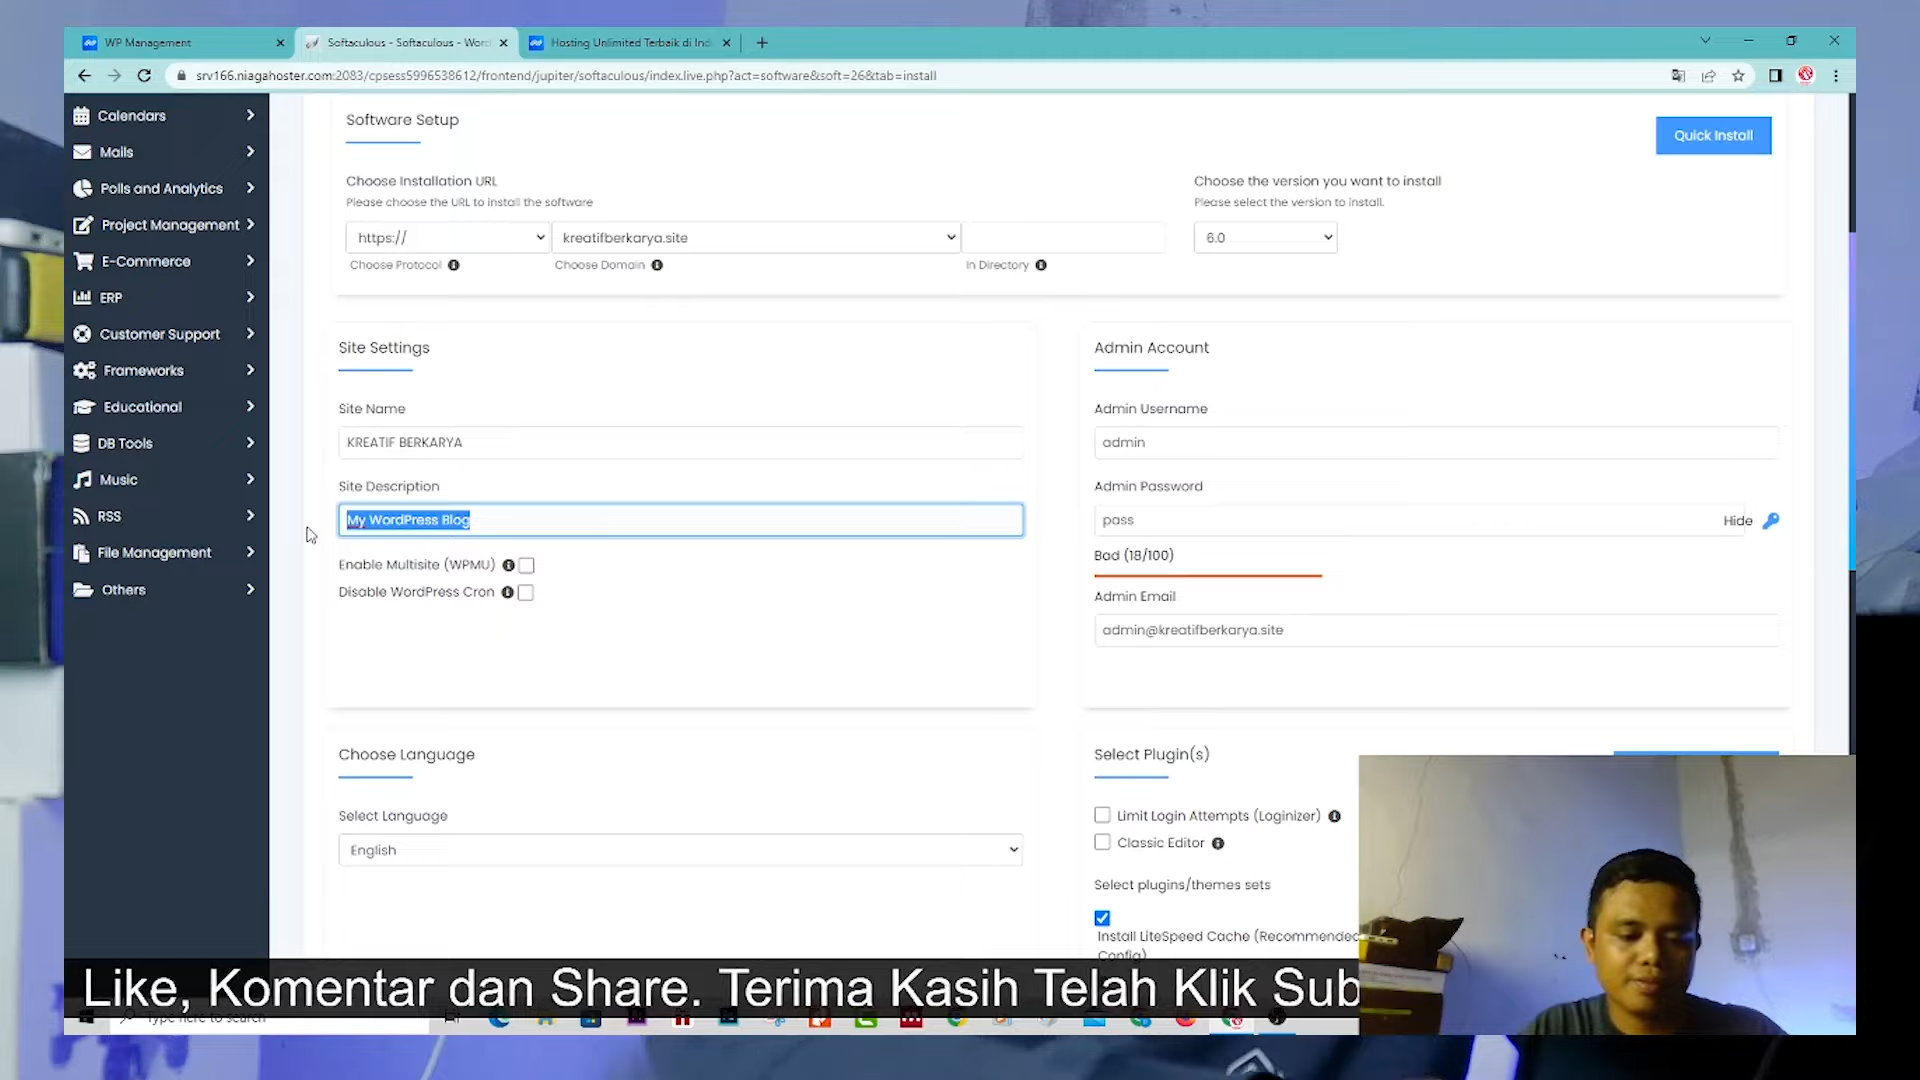 WP Management
Softaculous - Softaculous - Word
Hosting Unlimited Terbaik di Ind
srv166.niagahoster.com:2083/cpsess5996538612/frontend/jupiter/softaculous/index.live.php?act=software&soft=26&tab=install
Calendars
Mails
Polls and Analytics
Project Management
E-Commerce
ERP
Customer Support
Frameworks
Educational
DB Tools
Music
RSS
File Management
Others
Software Setup
Quick Install
Choose Installation URL
Please choose the URL to install the software
https://
kreatifberkarya.site
Choose Protocol
Choose Domain
In Directory
Choose the version you want to install
Please select the version to install.
6.0
Site Settings
Site Name
KREATIF BERKARYA
Site Description
My WordPress Blog
Enable Multisite (WPMU)
Disable WordPress Cron
Admin Account
Admin Username
admin
Admin Password
pass
Hide
Bad (18/100)
Admin Email
admin@kreatifberkarya.site
Choose Language
Select Language
English
Select Plugin(s)
Limit Login Attempts (Loginizer)
Classic Editor
Select plugins/themes sets
Install LiteSpeed Cache (Recommended
Config)
Like, Komentar dan Share. Terima Kasih Telah Klik Sub
Type here to search